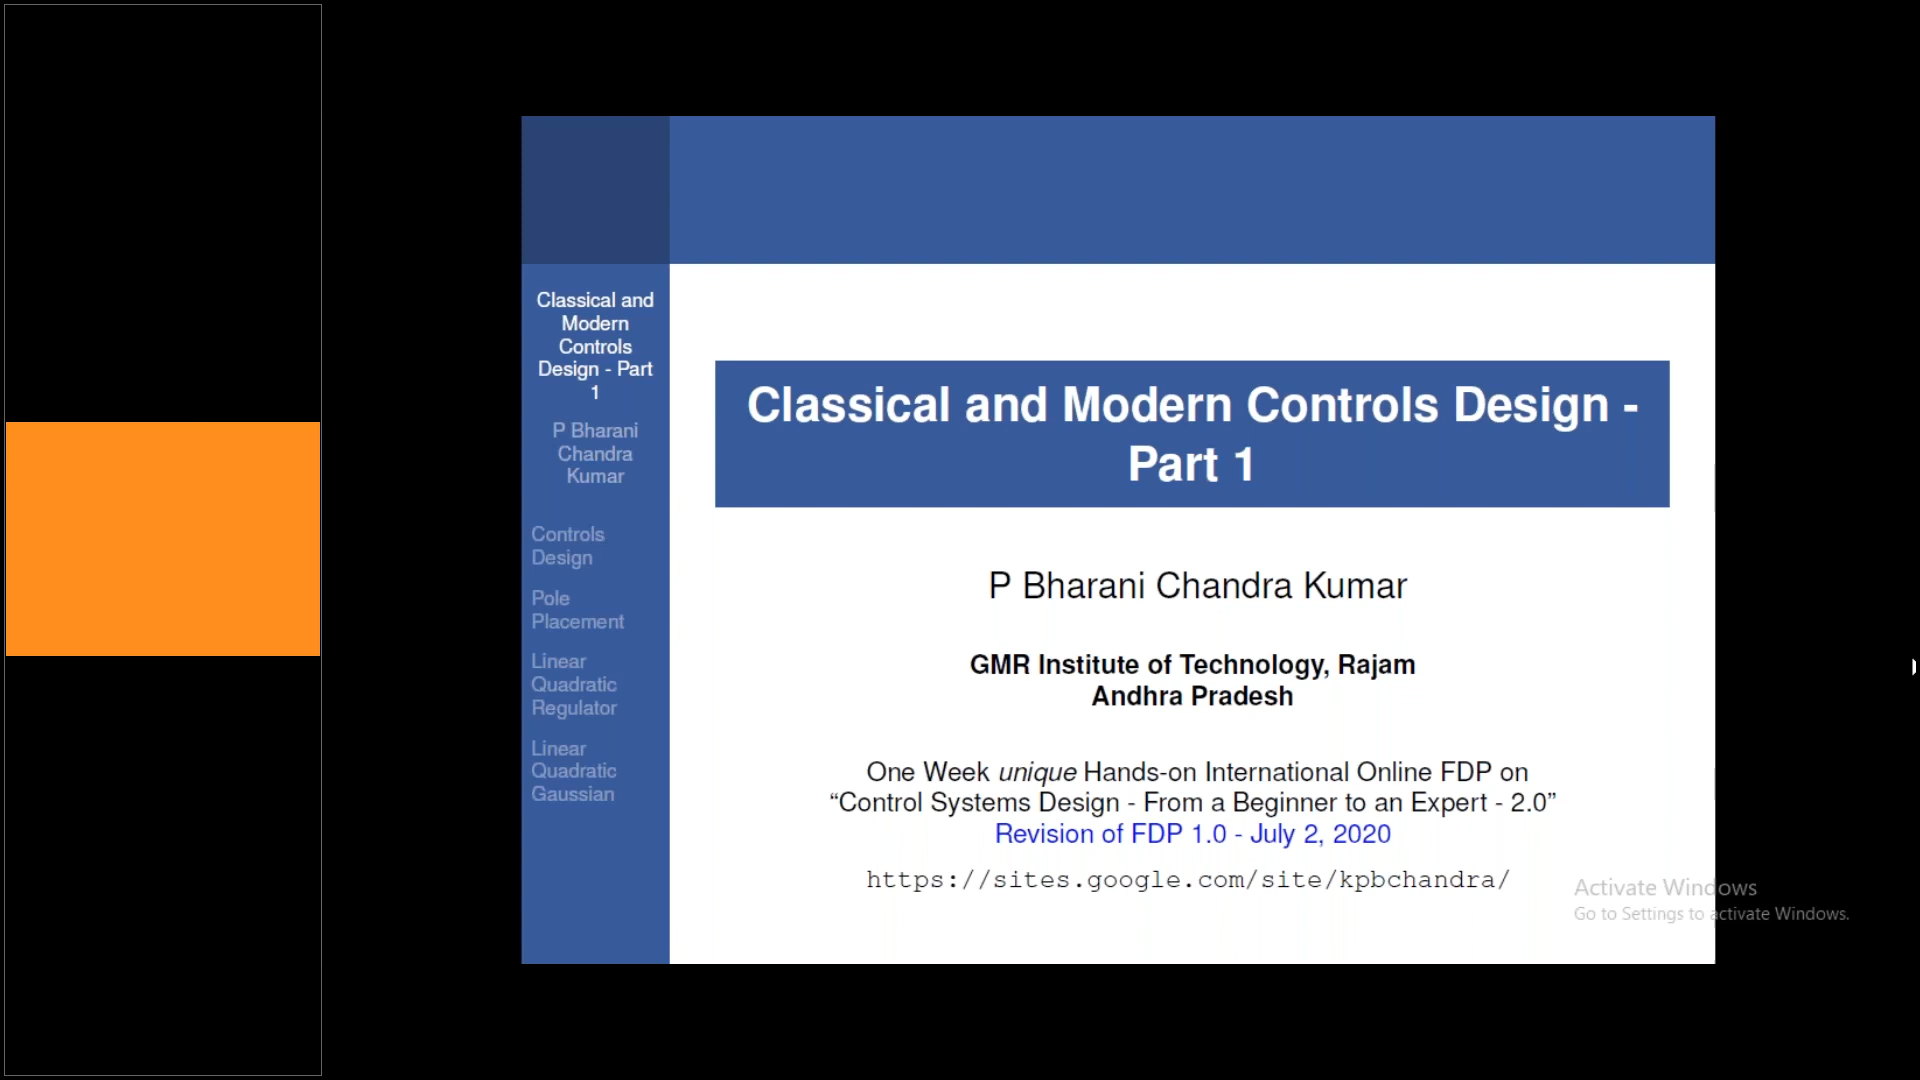 Classical and
Modern
Controls
Design - Part
1
P Bharani
Chandra
Kumar
Controls
Design
Pole
Placement
Linear
Quadratic
Regulator
Linear
Quadratic
Gaussian
Classical and Modern Controls Design -
Part 1
P Bharani Chandra Kumar
GMR Institute of Technology, Rajam
Andhra Pradesh
One Week unique Hands-on International Online FDP on
“Control Systems Design - From a Beginner to an Expert - 2.0”
Revision of FDP 1.0 - July 2, 2020
https://sites.google.com/site/kpbchandra/
Activate Windows
Go to Settings to activate Windows.